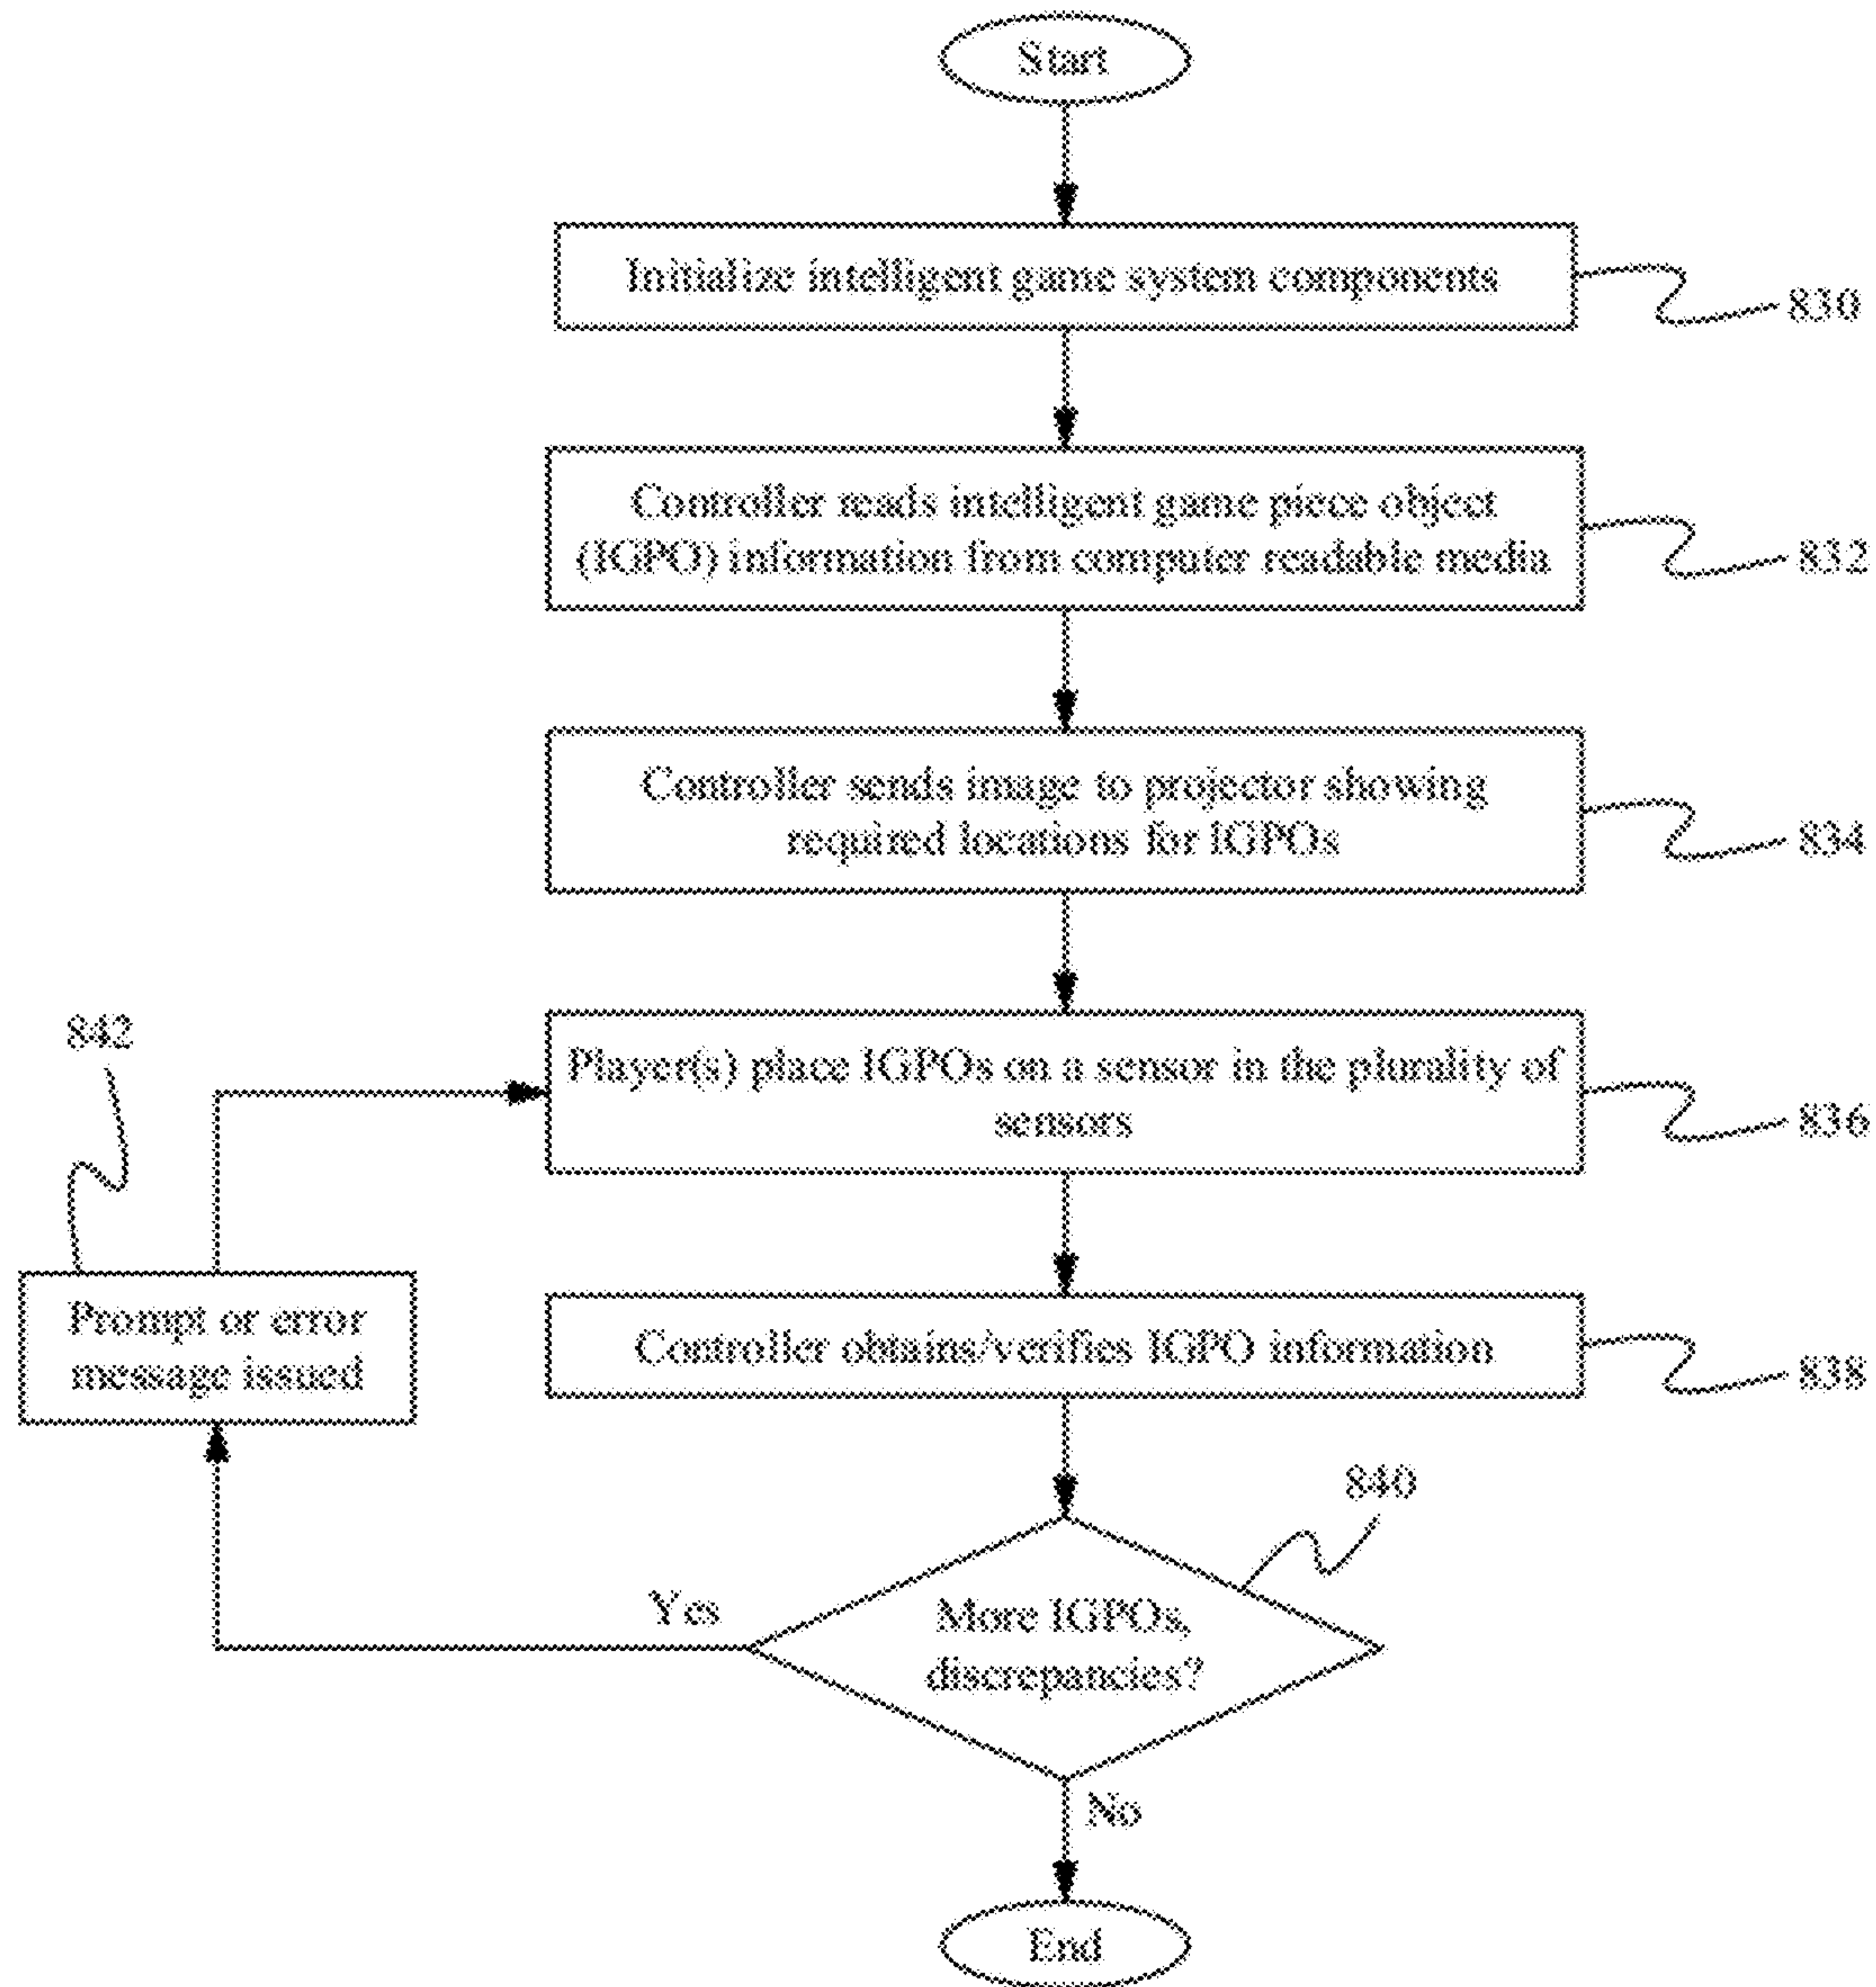 Start
Initialize intelligent game system components
830
Controller reads intelligent game piece object
(IGPO) information from computer readable media
832
Controller sends image to projector showing
required locations for IGPOs
834
842
Player(s) place IGPOs on a sensor in the plurality of
sensors
836
Prompt or error
message issued
Controller obtains/verifies IGPO information
838
840
Yes
More IGPOs,
discrepancies?
No
End